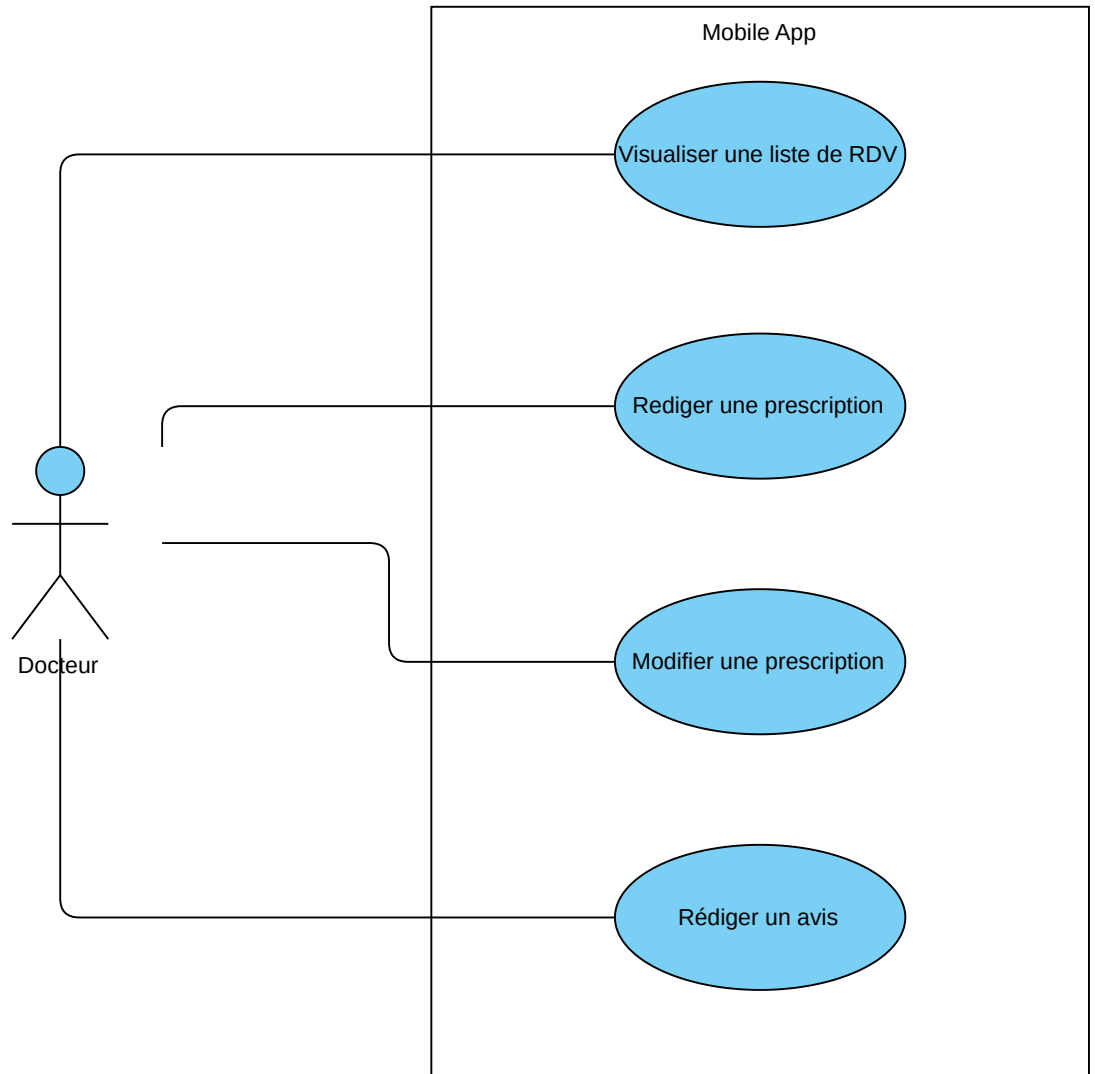 Mobile App
Visualiser une liste de RDV
Rediger une prescription
Modifier une prescription
Docteur
Rédiger un avis